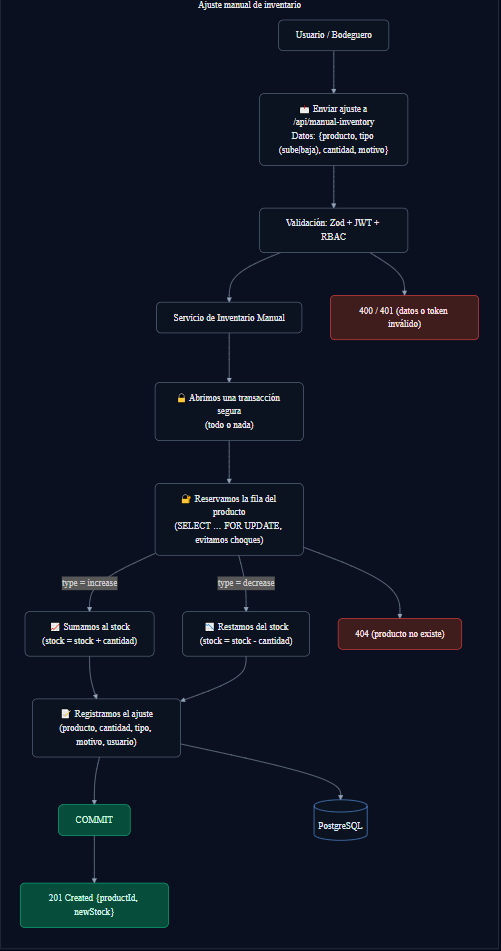 Ajuste manual de inventario
Usuario / Bodeguero
📩 Enviar ajuste a
/api/manual-inventory
Datos: {producto, tipo
(sube|baja), cantidad, motivo}
Validación: Zod + JWT +
RBAC
Servicio de Inventario Manual
400 / 401 (datos o token
inválido)
🔒 Abrimos una transacción
segura
(todo o nada)
🔐 Reservamos la fila del
producto
(SELECT ... FOR UPDATE,
evitamos choques)
type = increase
type = decrease
📈 Sumamos al stock
(stock = stock + cantidad)
📉 Restamos del stock
(stock = stock - cantidad)
404 (producto no existe)
📝 Registramos el ajuste
(producto, cantidad, tipo,
motivo, usuario)
COMMIT
PostgreSQL
201 Created {productId,
newStock}